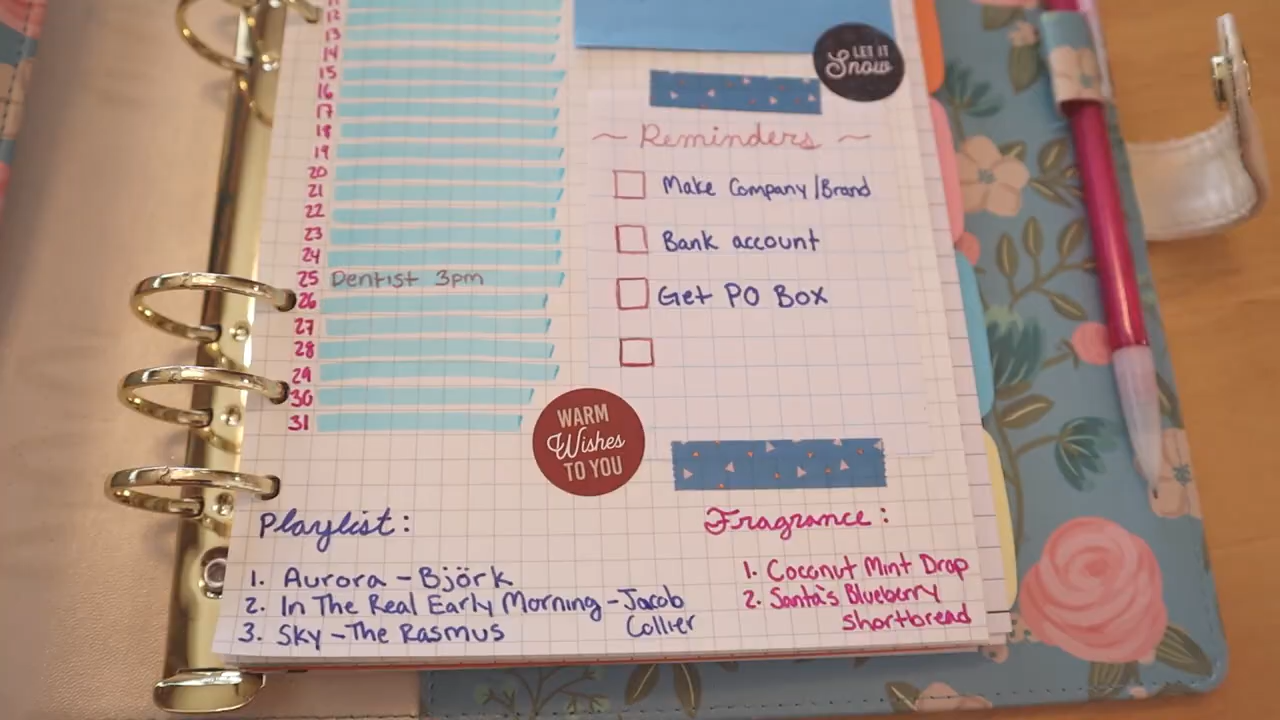 12
13
14
15
16
17
18
19
20
21
22
23
24
25 Dentist 3pm
26
27
28
29
30
31
LET IT
Snow
~ Reminders ~
Make Company/Brand
Bank account
Get PO Box
WARM
Wishes
TO YOU
Playlist:
1. Aurora - Björk
2. In The Real Early Morning - Jacob
Collier
3. Sky - The Rasmus
Fragrance:
1. Coconut Mint Drop
2. Santa's Blueberry
shortbread